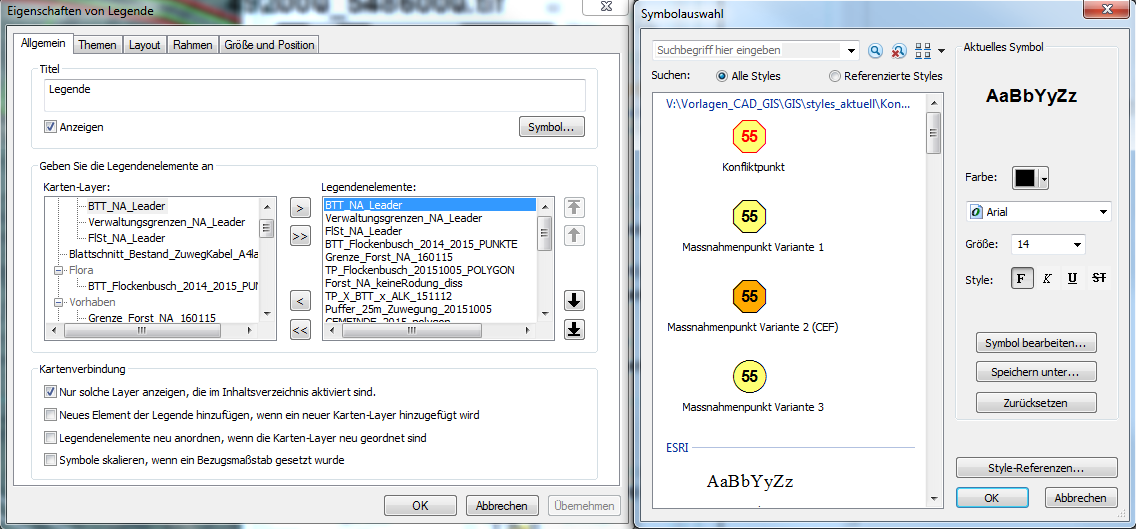 Eigenschaften von Legende
Allgemein
Themen
Layout
Rahmen
Größe und Position
Titel
Legende
Anzeigen
Symbol...
Geben Sie die Legendenelemente an
Karten-Layer:
BTT_NA_Leader
Verwaltungsgrenzen_NA_Leader
FlSt_NA_Leader
Blattschnitt_Bestand_ZuwegKabel_A4la
Flora
BTT_Flockenbusch_2014_2015_PUN
Vorhaben
Grenze_Forst_NA_160115
>
>>
<
<<
Legendenelemente:
BTT_NA_Leader
Verwaltungsgrenzen_NA_Leader
FlSt_NA_Leader
BTT_Flockenbusch_2014_2015_PUNKTE
Grenze_Forst_NA_160115
TP_Flockenbusch_20151005_POLYGON
Forst_NA_keineRodung_diss
TP_X_BTT_x_ALK_151112
Puffer_25m_Zuwegung_20151005
GEMEINDE_2015_polygon
Kartenverbindung
Nur solche Layer anzeigen, die im Inhaltsverzeichnis aktiviert sind.
Neues Element der Legende hinzufügen, wenn ein neuer Karten-Layer hinzugefügt wird
Legendenelemente neu anordnen, wenn die Karten-Layer neu geordnet sind
Symbole skalieren, wenn ein Bezugsmaßstab gesetzt wurde
OK
Abbrechen
Übernehmen
Symbolauswahl
Suchbegriff hier eingeben
Suchen:
Alle Styles
Referenzierte Styles
V:\Vorlagen_CAD_GIS\GIS\styles_aktuell\Kon...
55
Konfliktpunkt
55
Massnahmenpunkt Variante 1
55
Massnahmenpunkt Variante 2 (CEF)
55
Massnahmenpunkt Variante 3
ESRI
AaBbYyZz
Aktuelles Symbol
AaBbYyZz
Farbe:
Arial
Größe:
14
Style:
F K U ST
Symbol bearbeiten...
Speichern unter...
Zurücksetzen
Style-Referenzen...
OK
Abbrechen